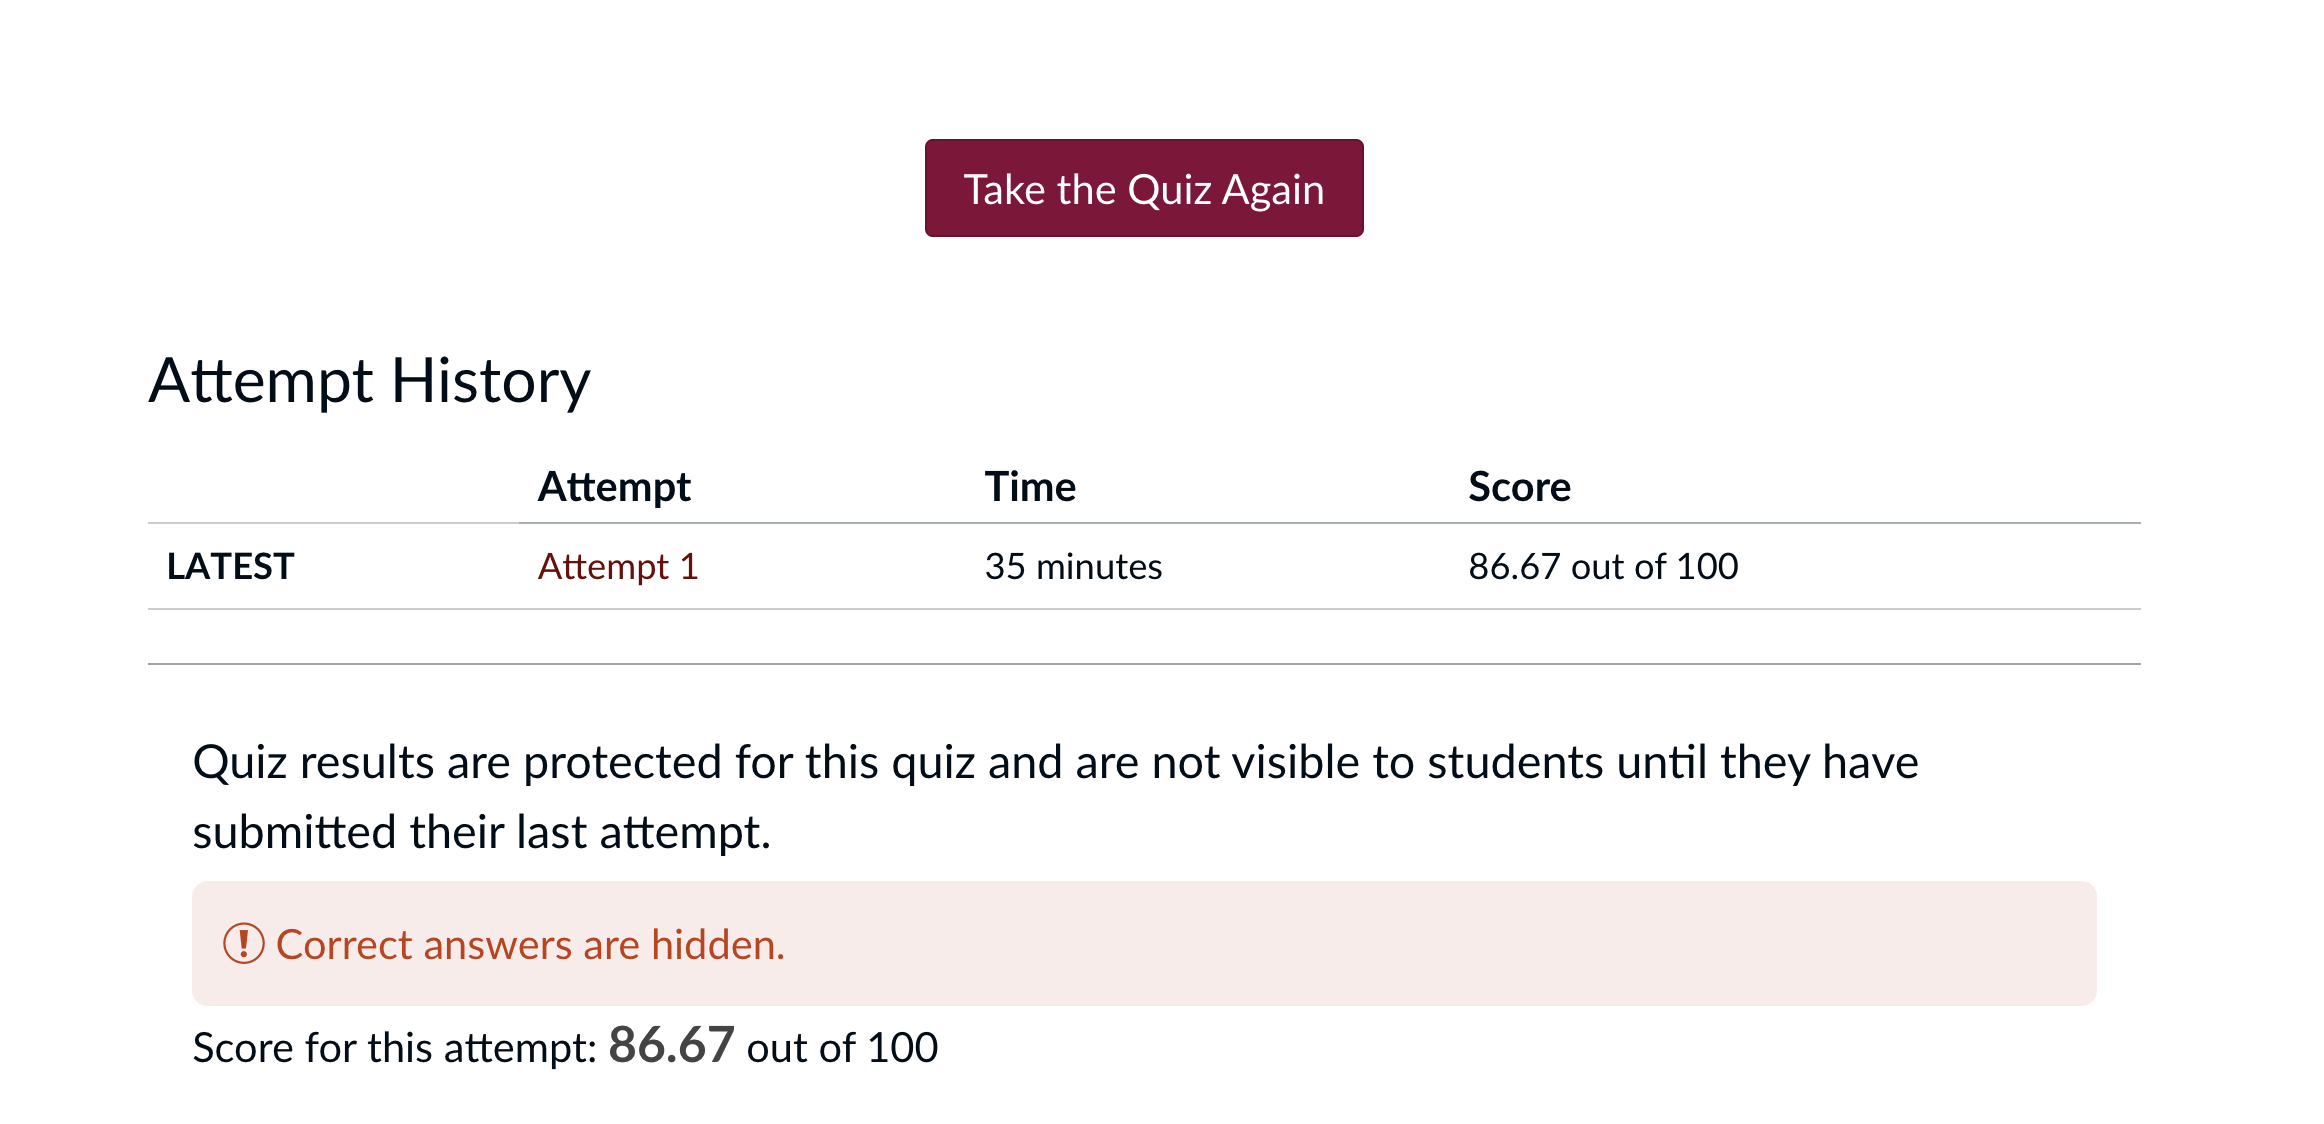 Take the Quiz Again
Attempt History
Attempt Time Score
LATEST Attempt 1 35 minutes 86.67 out of 100
Quiz results are protected for this quiz and are not visible to students until they have
submitted their last attempt.
Correct answers are hidden.
Score for this attempt: 86.67 out of 100